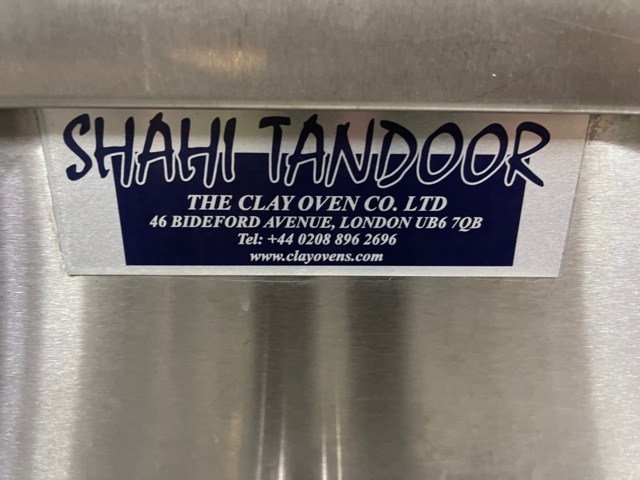 SHAHI TANDOOR
THE CLAY OVEN CO. LTD
46 BIDEFORD AVENUE, LONDON UB6 7QB
Tel: +44 0208 896 2696
www.clayovens.com